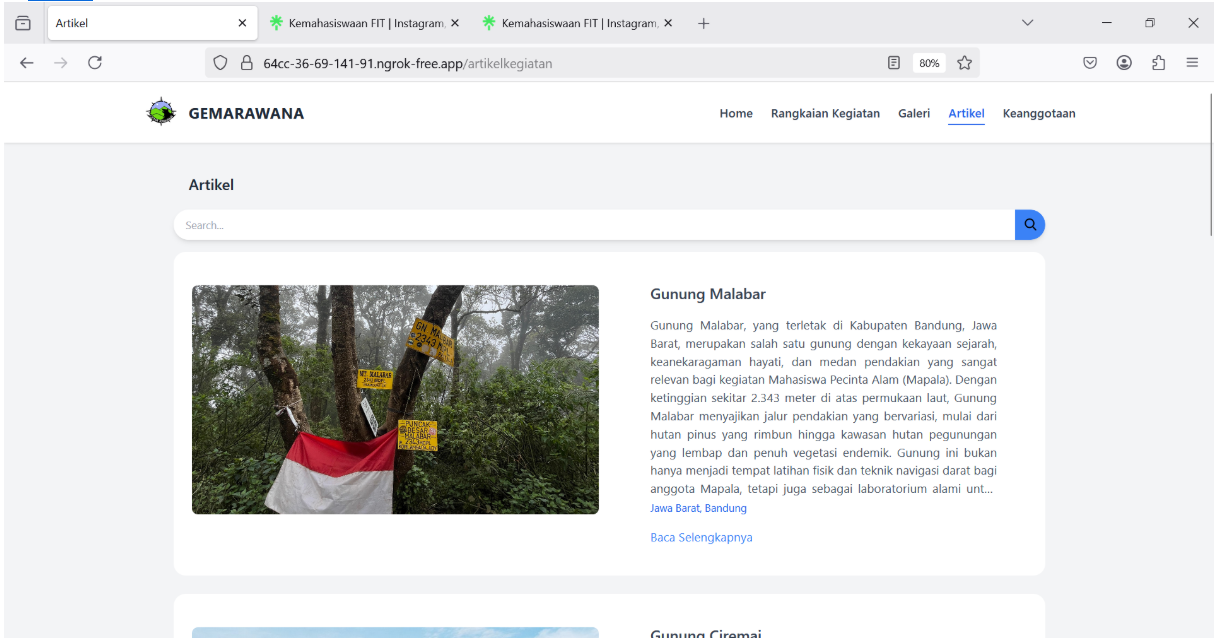 Artikel
Kemahasiswaan FIT | Instagram,
Kemahasiswaan FIT | Instagram,
64cc-36-69-141-91.ngrok-free.app/artikelkegiatan
80%
GEMARAWANA
Home
Rangkaian Kegiatan
Galeri
Artikel
Keanggotaan
Artikel
Search...
GN MA
2343 M
MT. MALABAR
PUNCAK
BESAR
MALABAR
Gunung Malabar
Gunung Malabar, yang terletak di Kabupaten Bandung, Jawa
Barat, merupakan salah satu gunung dengan kekayaan sejarah,
keanekaragaman hayati, dan medan pendakian yang sangat
relevan bagi kegiatan Mahasiswa Pecinta Alam (Mapala). Dengan
ketinggian sekitar 2.343 meter di atas permukaan laut, Gunung
Malabar menyajikan jalur pendakian yang bervariasi, mulai dari
hutan pinus yang rimbun hingga kawasan hutan pegunungan
yang lembap dan penuh vegetasi endemik. Gunung ini bukan
hanya menjadi tempat latihan fisik dan teknik navigasi darat bagi
anggota Mapala, tetapi juga sebagai laboratorium alami unt...
Jawa Barat, Bandung
Baca Selengkapnya
Gunung Ciremai